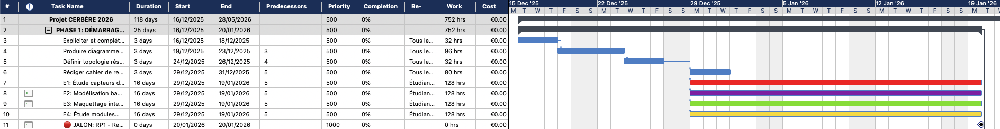 # Task Name Duration Start End Predecessors Priority Completion Re- Work Cost
15 Dec '25 22 Dec '25 29 Dec '25 5 Jan '26 12 Jan '26 19 Jan '26
M T W T F S S M T W T F S S M T W T F S S M T W T F S S M T W T F S S M T W
1 Projet CERBÈRE 2026 118 days 16/12/2025 28/05/2026 500 0% 752 hrs €0.00
2 PHASE 1: DÉMARRAG... 25 days 16/12/2025 20/01/2026 500 0% 752 hrs €0.00
3 Expliciter et complét... 3 days 16/12/2025 18/12/2025 500 0% Tous le... 32 hrs €0.00
4 Produire diagramme... 3 days 19/12/2025 23/12/2025 3 500 0% Tous le... 96 hrs €0.00
5 Définir topologie rés... 3 days 24/12/2025 26/12/2025 4 500 0% Tous le... 32 hrs €0.00
6 Rédiger cahier de re... 3 days 29/12/2025 31/12/2025 5 500 0% Tous le... 80 hrs €0.00
7 E1: Étude capteurs d... 16 days 29/12/2025 19/01/2026 5 500 0% Étudian... 128 hrs €0.00
8 E2: Modélisation ba... 16 days 29/12/2025 19/01/2026 5 500 0% Étudian... 128 hrs €0.00
9 E3: Maquettage inte... 16 days 29/12/2025 19/01/2026 5 500 0% Étudian... 128 hrs €0.00
10 E4: Étude modules... 16 days 29/12/2025 19/01/2026 5 500 0% Étudian... 128 hrs €0.00
11 JALON: RP1 - Re... 0 days 20/01/2026 20/01/2026 1000 0% 0 hrs €0.00